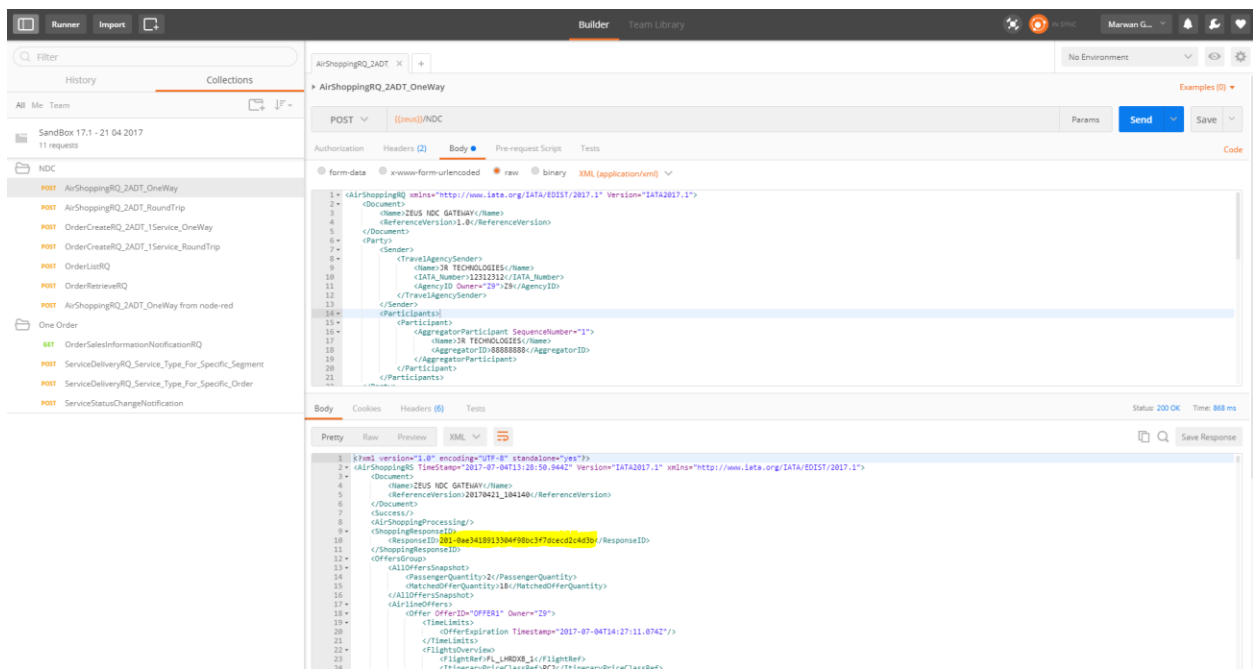 Runner Import Builder Team Library IN SYNC Marwan G...
Filter
History Collections
All Me Team
SandBox 17.1 - 21 04 2017
11 requests
NDC
POST AirShoppingRQ_2ADT_OneWay
POST AirShoppingRQ_2ADT_RoundTrip
POST OrderCreateRQ_2ADT_1Service_OneWay
POST OrderCreateRQ_2ADT_1Service_RoundTrip
POST OrderListRQ
POST OrderRetrieveRQ
POST AirShoppingRQ_2ADT_OneWay from node-red
One Order
GET OrderSalesInformationNotificationRQ
POST ServiceDeliveryRQ_Service_Type_For_Specific_Segment
POST ServiceDeliveryRQ_Service_Type_For_Specific_Order
POST ServiceStatusChangeNotification
AirShoppingRQ_2ADT × +
No Environment
AirShoppingRQ_2ADT_OneWay Examples (0)
POST {{zeus}}/NDC Params Send Save
Authorization Headers (2) Body Pre-request Script Tests Code
form-data x-www-form-urlencoded raw binary XML (application/xml)
1 <AirShoppingRQ xmlns="http://www.iata.org/IATA/EDIST/2017.1" Version="IATA2017.1">
2 <Document>
3 <Name>ZEUS NDC GATEWAY</Name>
4 <ReferenceVersion>1.0</ReferenceVersion>
5 </Document>
6 <Party>
7 <Sender>
8 <TravelAgencySender>
9 <Name>JR TECHNOLOGIES</Name>
10 <IATA_Number>12312312</IATA_Number>
11 <AgencyID Owner="Z9">Z9</AgencyID>
12 </TravelAgencySender>
13 </Sender>
14 <Participants>
15 <Participant>
16 <AggregatorParticipant SequenceNumber="1">
17 <Name>JR TECHNOLOGIES</Name>
18 <AggregatorID>88888888</AggregatorID>
19 </AggregatorParticipant>
20 </Participant>
21 </Participants>
Body Cookies Headers (6) Tests Status: 200 OK Time: 868 ms
Pretty Raw Preview XML Save Response
1 <?xml version="1.0" encoding="UTF-8" standalone="yes"?>
2 <AirShoppingRS TimeStamp="2017-07-04T13:28:50.944Z" Version="IATA2017.1" xmlns="http://www.iata.org/IATA/EDIST/2017.1">
3 <Document>
4 <Name>ZEUS NDC GATEWAY</Name>
5 <ReferenceVersion>20170421_104140</ReferenceVersion>
6 </Document>
7 <Success/>
8 <AirShoppingProcessing/>
9 <ShoppingResponseID>
10 <ResponseID>201-0ae3418913304f98bc3f7dcecd2c4d3b</ResponseID>
11 </ShoppingResponseID>
12 <OffersGroup>
13 <AllOffersSnapshot>
14 <PassengerQuantity>2</PassengerQuantity>
15 <MatchedOfferQuantity>18</MatchedOfferQuantity>
16 </AllOffersSnapshot>
17 <AirlineOffers>
18 <Offer OfferID="OFFER1" Owner="Z9">
19 <TimeLimits>
20 <OfferExpiration Timestamp="2017-07-04T14:27:11.074Z"/>
21 </TimeLimits>
22 <FlightsOverview>
23 <FlightRef>FL_LHRDXB_1</FlightRef>